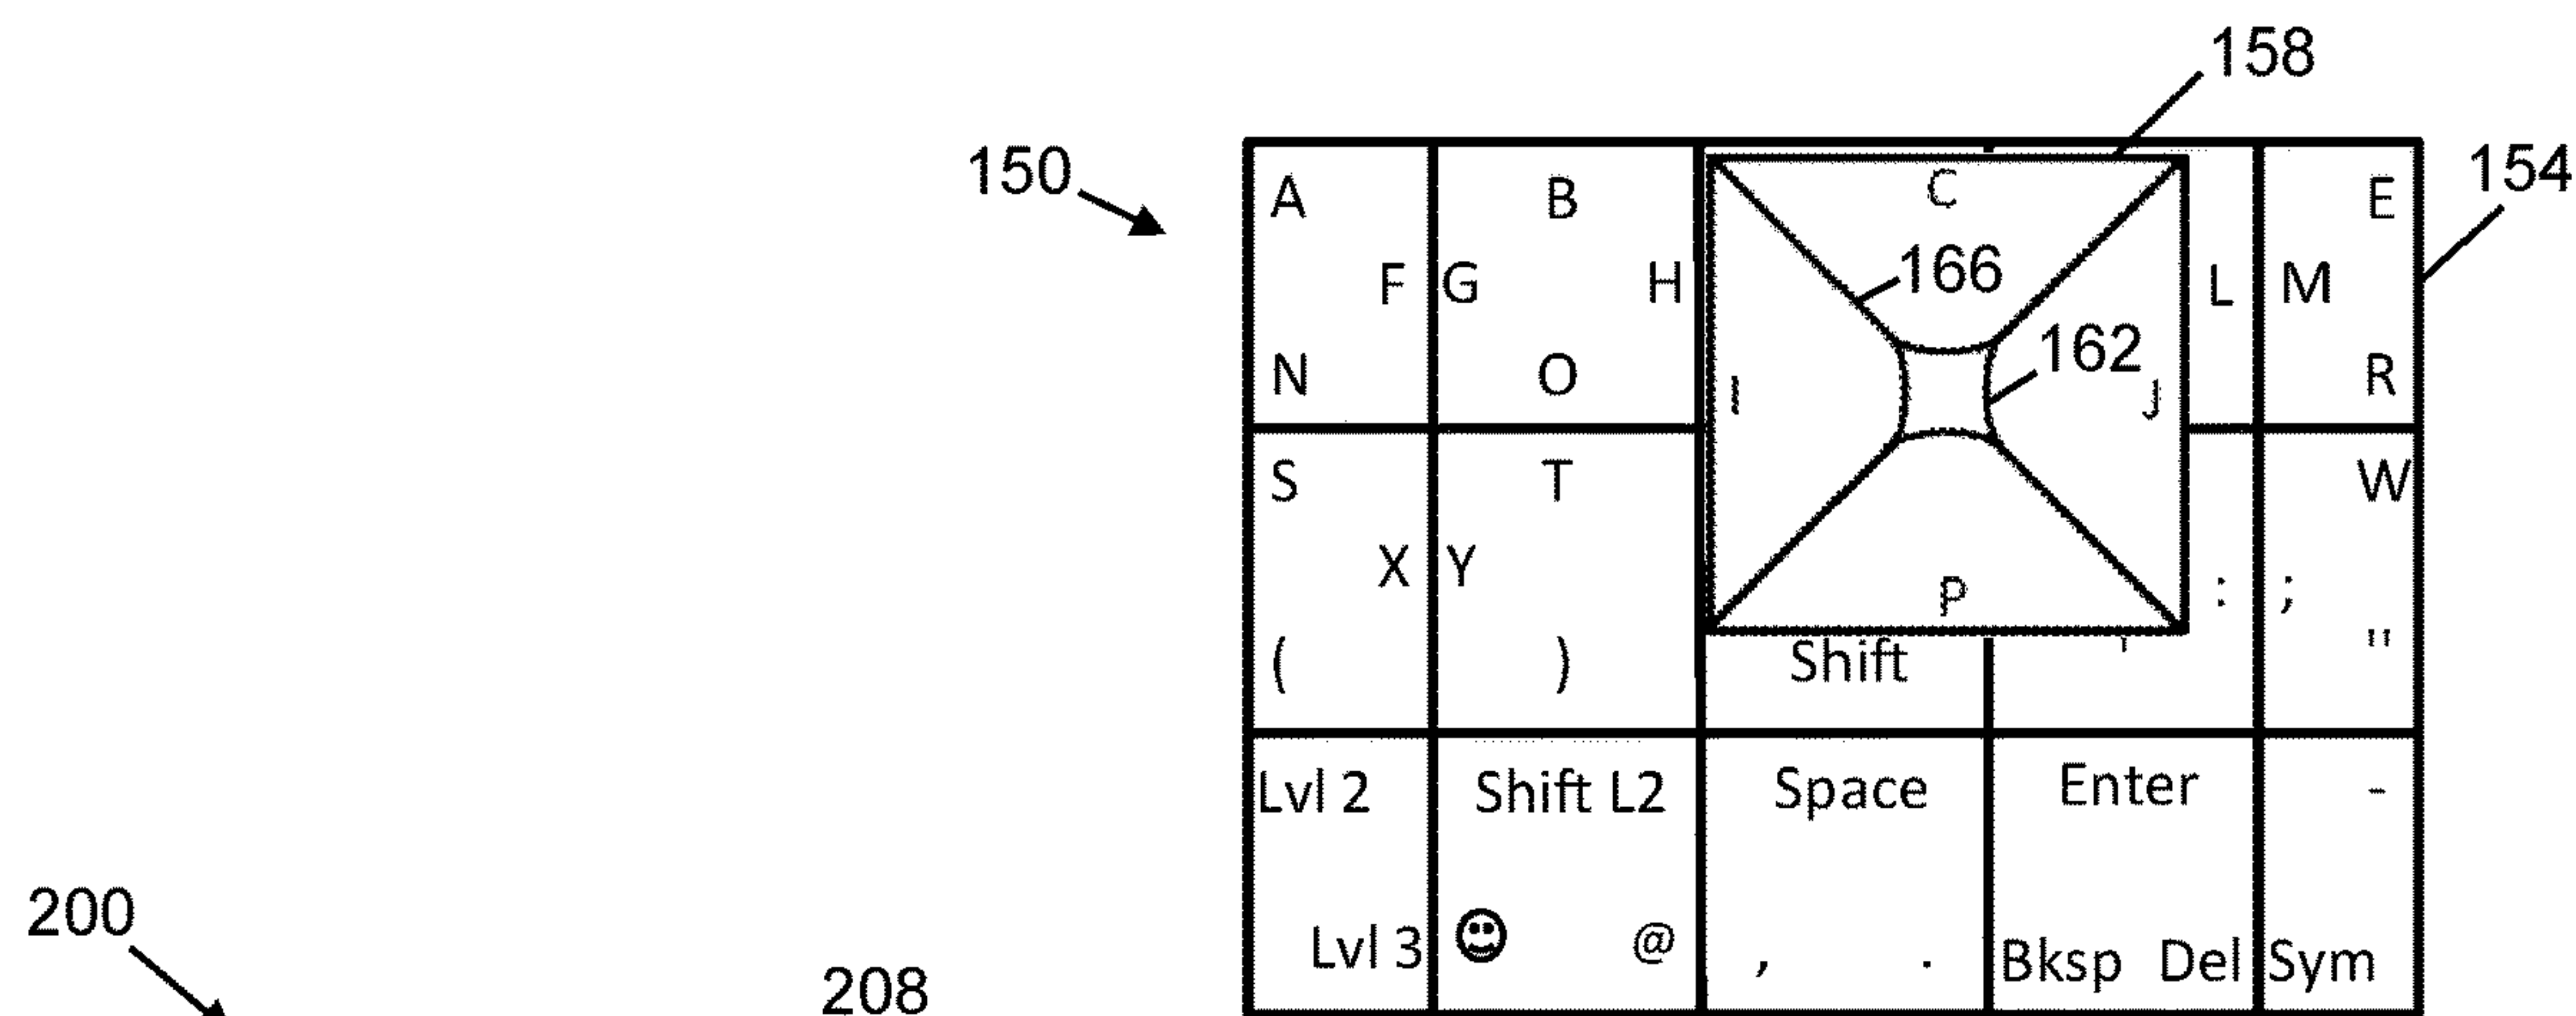 158
150
154
A B C E
166
F G H L M
162
N O I J R
S T W
X Y P : ;
( ) Shift ' "
Lvl 2 Shift L2 Space Enter -
200
Lvl 3 ☺ @ , . Bksp Del Sym
208